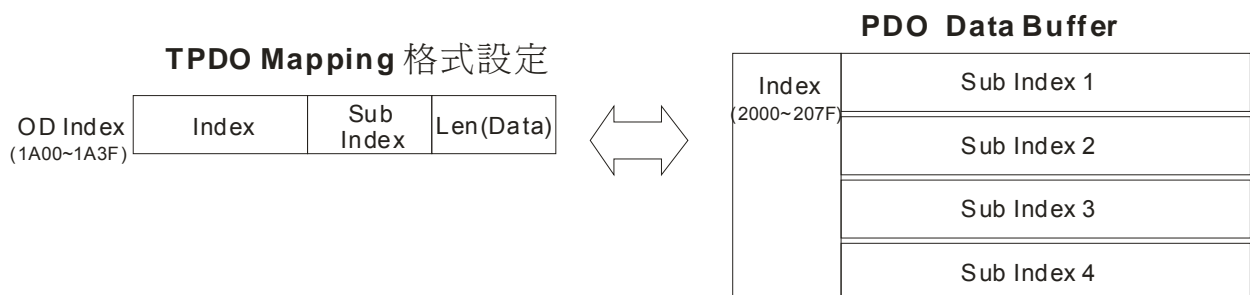 TPDO Mapping 格式設定
OD Index
(1A00~1A3F)
Index
Sub
Index
Len(Data)
PDO Data Buffer
Index
(2000~207F)
Sub Index 1
Sub Index 2
Sub Index 3
Sub Index 4